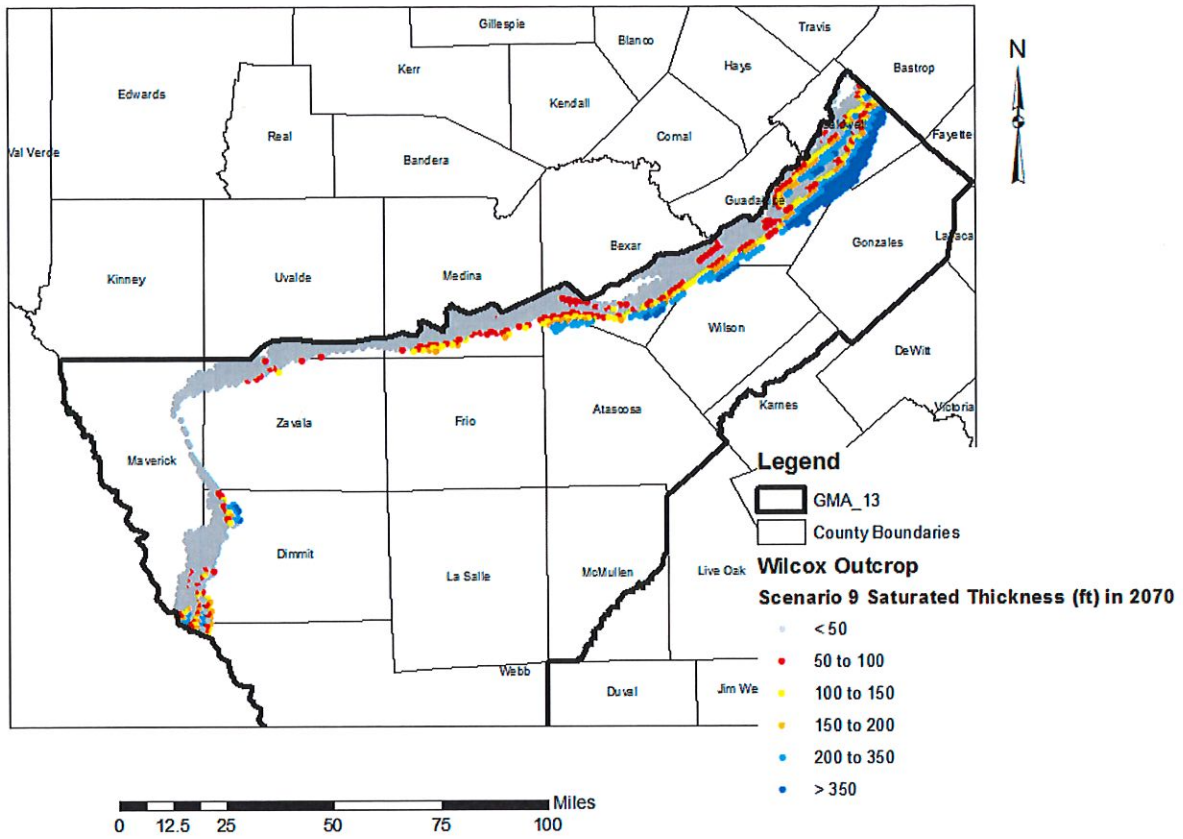 Gillespie
Travis
Blanco
N
Hays
Bastrop
Kerr
Edwards
Kendall
Real
Comal
Fayette
Val Verde
Bandera
Guadalupe
Bexar
Gonzales
Kinney
Uvalde
Medina
Wilson
DeWitt
Karnes
Victoria
Zavala
Frio
Atascosa
Maverick
Legend
GMA_13
County Boundaries
Dimmit
La Salle
McMullen
Live Oak
Wilcox Outcrop
Scenario 9 Saturated Thickness (ft) in 2070
< 50
50 to 100
Webb
Duval
Jim We
100 to 150
150 to 200
200 to 350
> 350
Miles
0 12.5 25 50 75 100